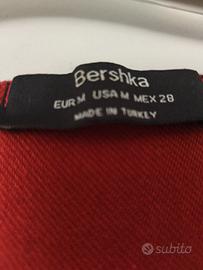 Bershka
EUR M USA M MEX 28
MADE IN TURKEY
subito